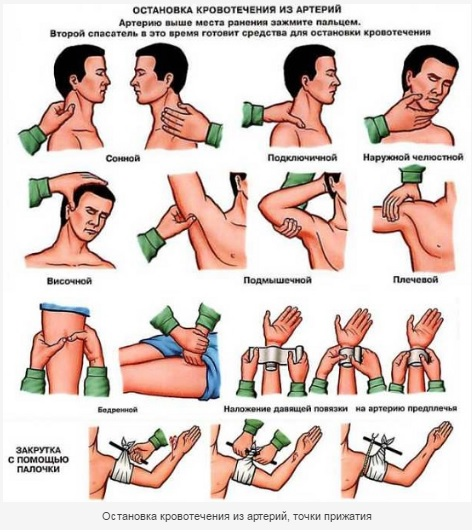 ОСТАНОВКА КРОВОТЕЧЕНИЯ ИЗ АРТЕРИЙ
Артерию выше места ранения зажмите пальцем.
Второй спасатель в это время готовит средства для остановки кровотечения
Сонной
Подключичной
Наружной челюстной
Височной
Подмышечной
Плечевой
Бедренной
Наложение давящей повязки на артерию предплечья
ЗАКРУТКА
С ПОМОЩЬЮ
ПАЛОЧКИ
Остановка кровотечения из артерий, точки прижатия